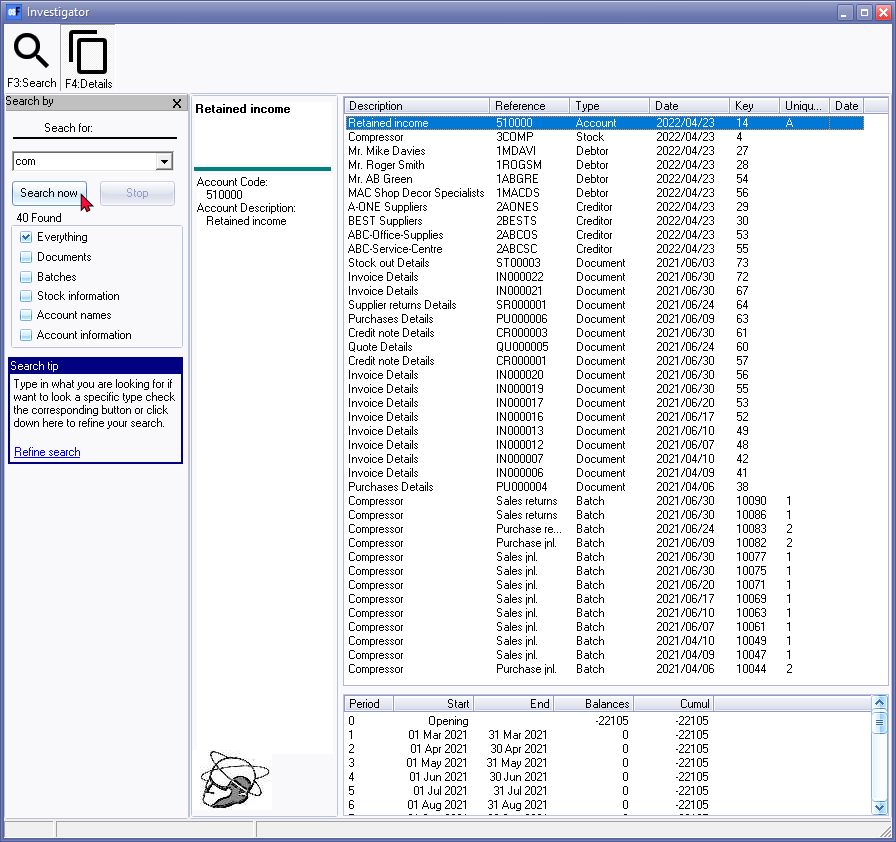 Investigator
F3:Search F4:Details
Search by
Search for:
com
Search now Stop
40 Found
Everything
Documents
Batches
Stock information
Account names
Account information
Search tip
Type in what you are looking for if
want to look a specific type check
the corresponding button or click
down here to refine your search.
Refine search
Retained income
Account Code:
510000
Account Description:
Retained income
Description Reference Type Date Key Uniqu... Date
Retained income 510000 Account 2022/04/23 14 A
Compressor 3COMP Stock 2022/04/23 4
Mr. Mike Davies 1MDAVI Debtor 2022/04/23 27
Mr. Roger Smith 1ROGSM Debtor 2022/04/23 28
Mr. AB Green 1ABGRE Debtor 2022/04/23 54
MAC Shop Decor Specialists 1MACDS Debtor 2022/04/23 56
A-ONE Suppliers 2AONES Creditor 2022/04/23 29
BEST Suppliers 2BESTS Creditor 2022/04/23 30
ABC-Office-Supplies 2ABCOS Creditor 2022/04/23 53
ABC-Service-Centre 2ABCSC Creditor 2022/04/23 55
Stock out Details ST00003 Document 2021/06/03 73
Invoice Details IN000022 Document 2021/06/30 72
Invoice Details IN000021 Document 2021/06/30 67
Supplier returns Details SR000001 Document 2021/06/24 64
Purchases Details PU000006 Document 2021/06/09 63
Credit note Details CR000003 Document 2021/06/30 61
Quote Details QU000005 Document 2021/06/24 60
Credit note Details CR000001 Document 2021/06/30 57
Invoice Details IN000020 Document 2021/06/30 56
Invoice Details IN000019 Document 2021/06/30 55
Invoice Details IN000017 Document 2021/06/20 53
Invoice Details IN000016 Document 2021/06/17 52
Invoice Details IN000013 Document 2021/06/10 49
Invoice Details IN000012 Document 2021/06/07 48
Invoice Details IN000007 Document 2021/04/10 42
Invoice Details IN000006 Document 2021/04/09 41
Purchases Details PU000004 Document 2021/04/06 38
Compressor Sales returns Batch 2021/06/30 10090 1
Compressor Sales returns Batch 2021/06/30 10086 1
Compressor Purchase re... Batch 2021/06/24 10083 2
Compressor Purchase jnl. Batch 2021/06/09 10082 2
Compressor Sales jnl. Batch 2021/06/30 10077 1
Compressor Sales jnl. Batch 2021/06/30 10075 1
Compressor Sales jnl. Batch 2021/06/20 10071 1
Compressor Sales jnl. Batch 2021/06/17 10069 1
Compressor Sales jnl. Batch 2021/06/10 10063 1
Compressor Sales jnl. Batch 2021/06/07 10061 1
Compressor Sales jnl. Batch 2021/04/10 10049 1
Compressor Sales jnl. Batch 2021/04/09 10047 1
Compressor Purchase jnl. Batch 2021/04/06 10044 2
Period Start End Balances Cumul
0 Opening -22105 -22105
1 01 Mar 2021 31 Mar 2021 0 -22105
2 01 Apr 2021 30 Apr 2021 0 -22105
3 01 May 2021 31 May 2021 0 -22105
4 01 Jun 2021 30 Jun 2021 0 -22105
5 01 Jul 2021 31 Jul 2021 0 -22105
6 01 Aug 2021 31 Aug 2021 0 -22105